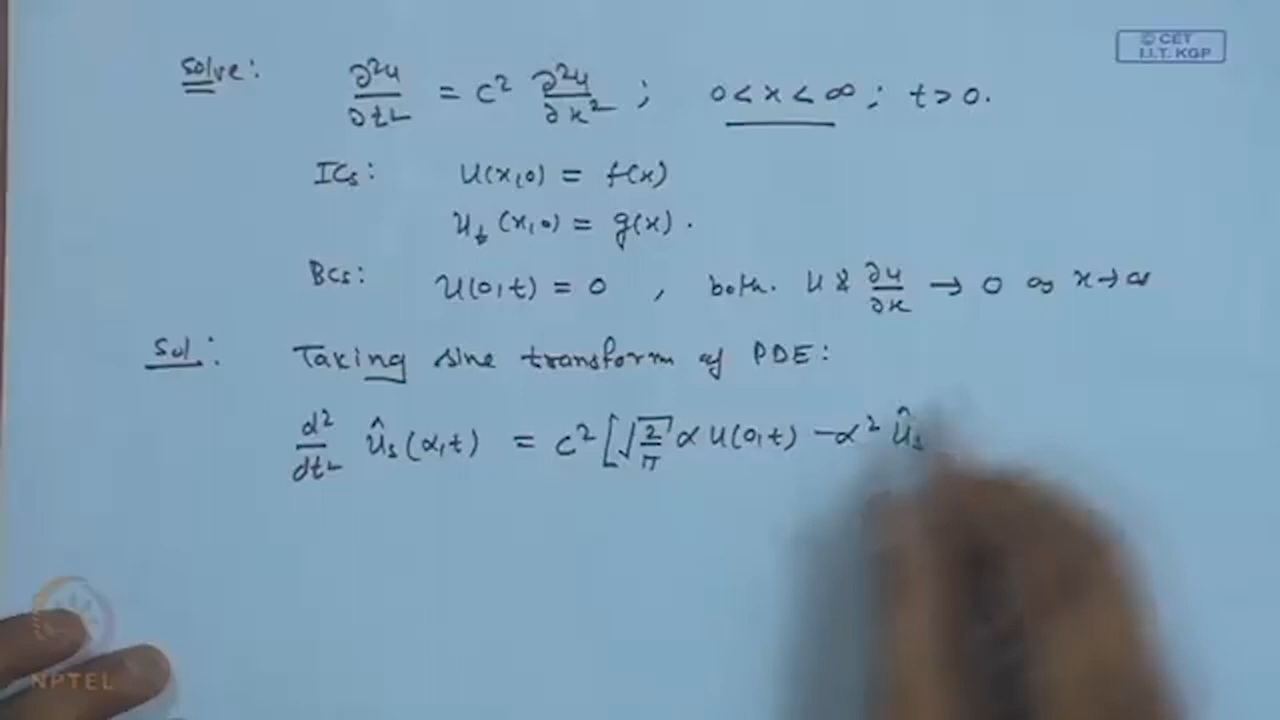 © CET
I.I.T. KGP
Solve: ∂²u/∂t² = c² ∂²u/∂x² ; 0 < x < ∞ ; t > 0.
ICs: u(x,0) = f(x)
u_t (x,0) = g(x).
BCs: u(0,t) = 0 , both. u & ∂u/∂x → 0 as x → ∞
Sol: Taking sine transform of PDE:
d²/dt² û_s(α,t) = c² [√(2/π) α u(0,t) − α² û_s
NPTEL